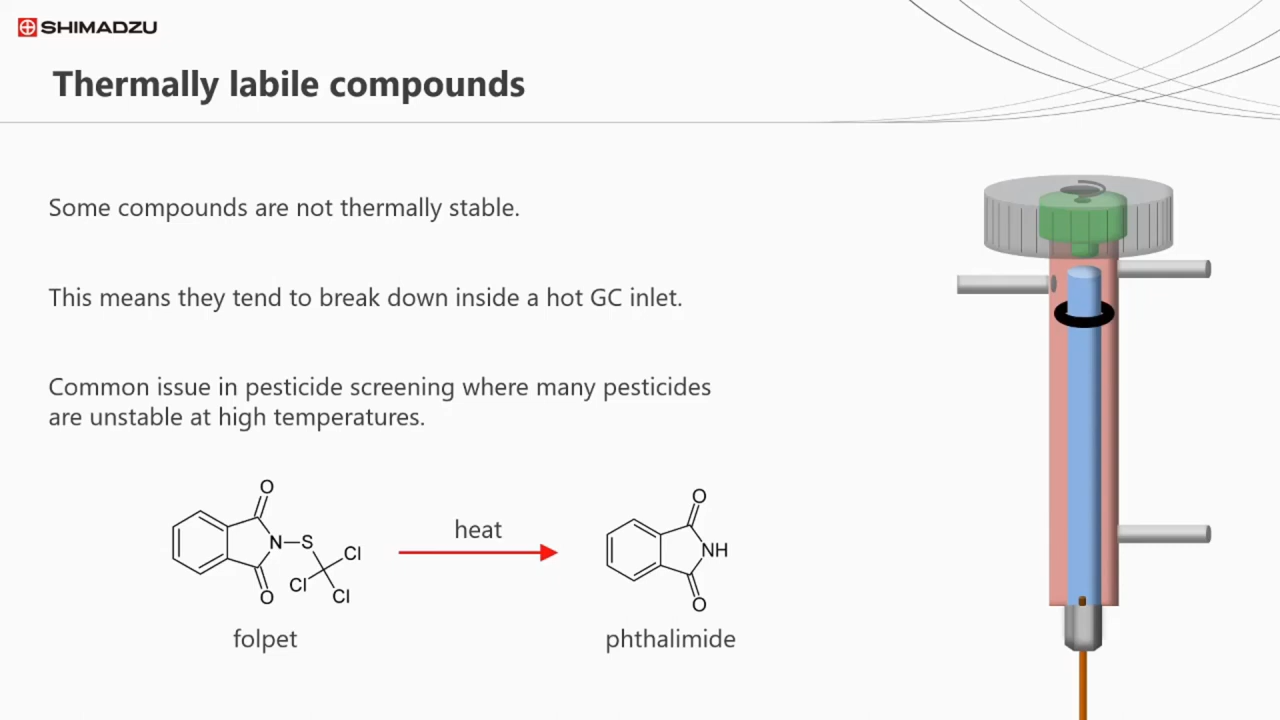 SHIMADZU
Thermally labile compounds
Some compounds are not thermally stable.
This means they tend to break down inside a hot GC inlet.
Common issue in pesticide screening where many pesticides
are unstable at high temperatures.
O
N S
Cl
Cl
O
Cl
folpet
heat
O
NH
O
phthalimide